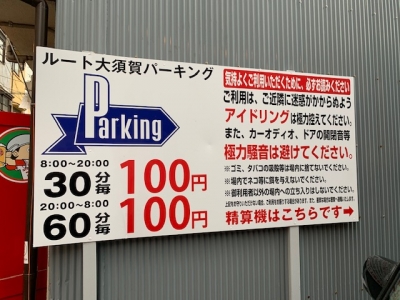 ルート大須賀パーキング
Parking
8:00~20:00
30分毎 100円
20:00~8:00
60分毎 100円
気持よくご利用いただくために、必ずお読みください
ご利用は、ご近隣に迷惑がかからぬよう
アイドリングは極力控えてください。
また、カーオディオ、ドアの開閉音等
極力騒音は避けてください。
※ゴミ、タバコの吸殻等は場内に捨てないでください。
※場内でネコ等に餌を与えないでください。
※御利用者以外の場内への立ち入りはしないでください。
精算機はこちらです→